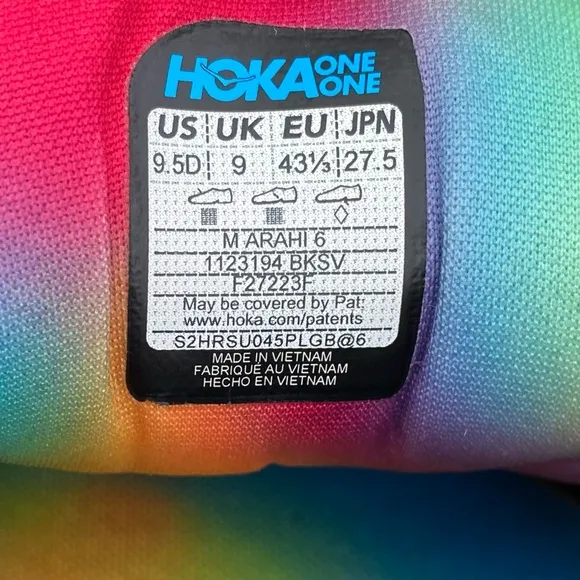 HOKA ONE ONE
US UK EU JPN
9.5D 9 43⅓ 27.5
M ARAHI 6
1123194 BKSV
F27223F
May be covered by Pat:
www.hoka.com/patents
S2HRSU045PLGB@6
MADE IN VIETNAM
FABRIQUÉ AU VIETNAM
HECHO EN VIETNAM